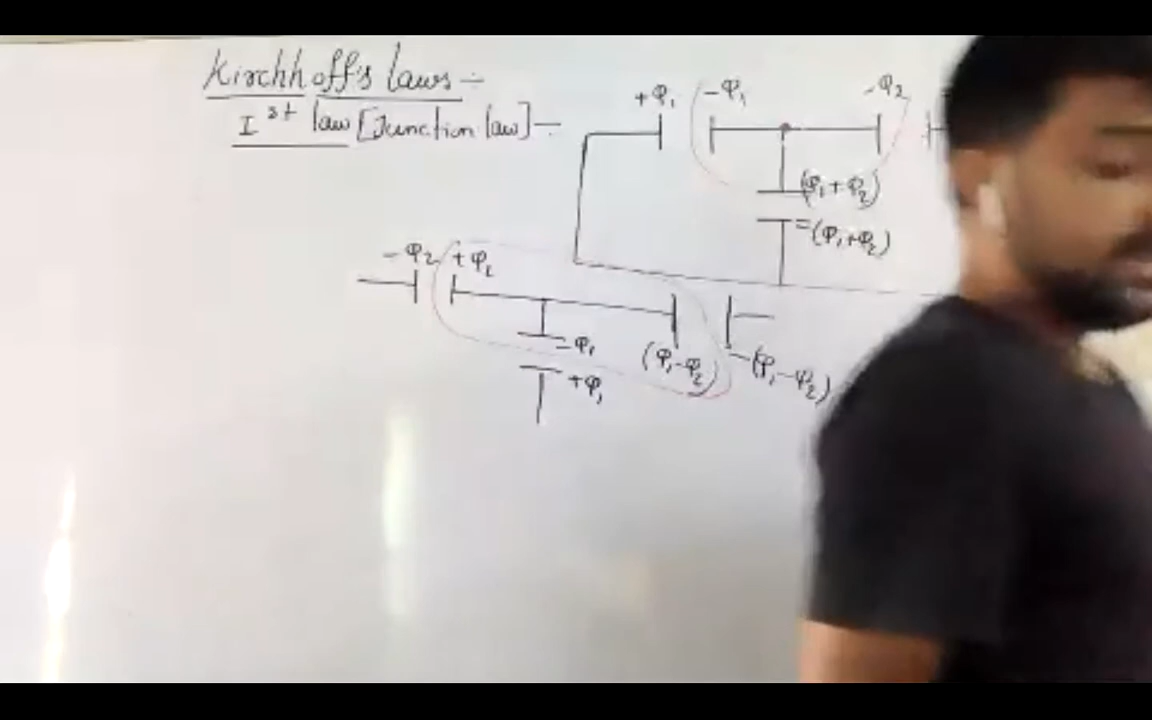 Kirchhoff's laws :-
I st law [Junction law] :-
+φ₁ -φ₁ -φ₂
(φ₁+φ₂)
-(φ₁+φ₂)
-φ₂ +φ₂
-φ₁ (φ₁-φ₂) -(φ₁-φ₂)
+φ₁